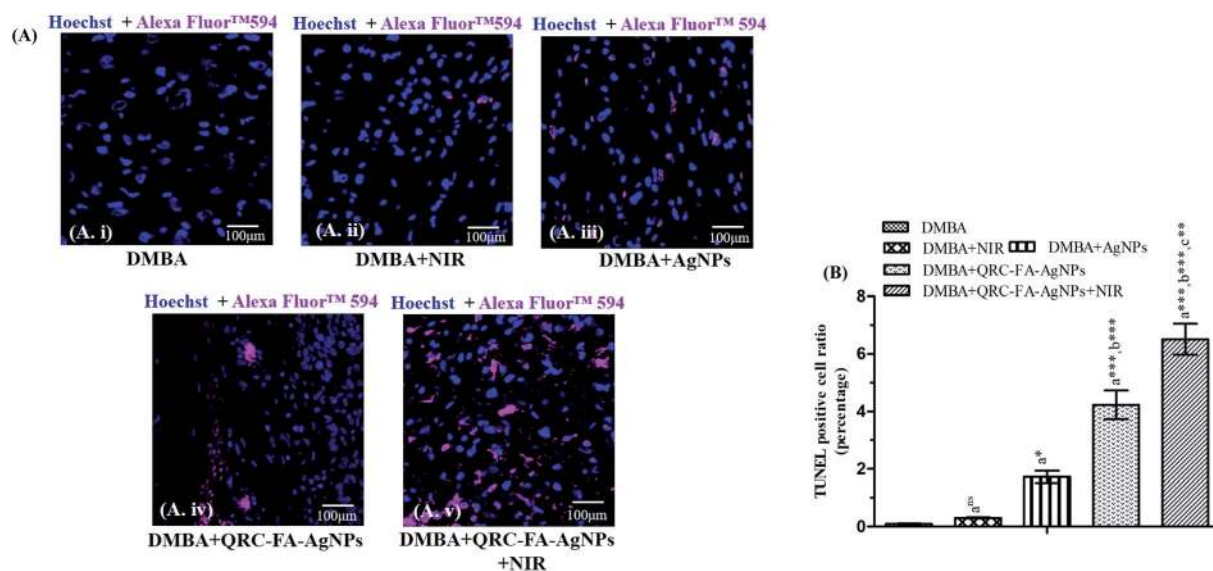 Hoechst + Alexa Fluor™594 Hoechst + Alexa Fluor™594 Hoechst + Alexa Fluor™ 594
(A)
(A. i) 100μm (A. ii) 100μm (A. iii) 100μm
DMBA DMBA+NIR DMBA+AgNPs
Hoechst + Alexa Fluor™ 594 Hoechst + Alexa Fluor™ 594
(A. iv) 100μm (A. v) 100μm
DMBA+QRC-FA-AgNPs DMBA+QRC-FA-AgNPs
+NIR
(B)
DMBA
DMBA+NIR DMBA+AgNPs
DMBA+QRC-FA-AgNPs
DMBA+QRC-FA-AgNPs+NIR
TUNEL positive cell ratio
(percentage)
8
6
4
2
0
ans
a*
a***,b***
a***,b***,c**